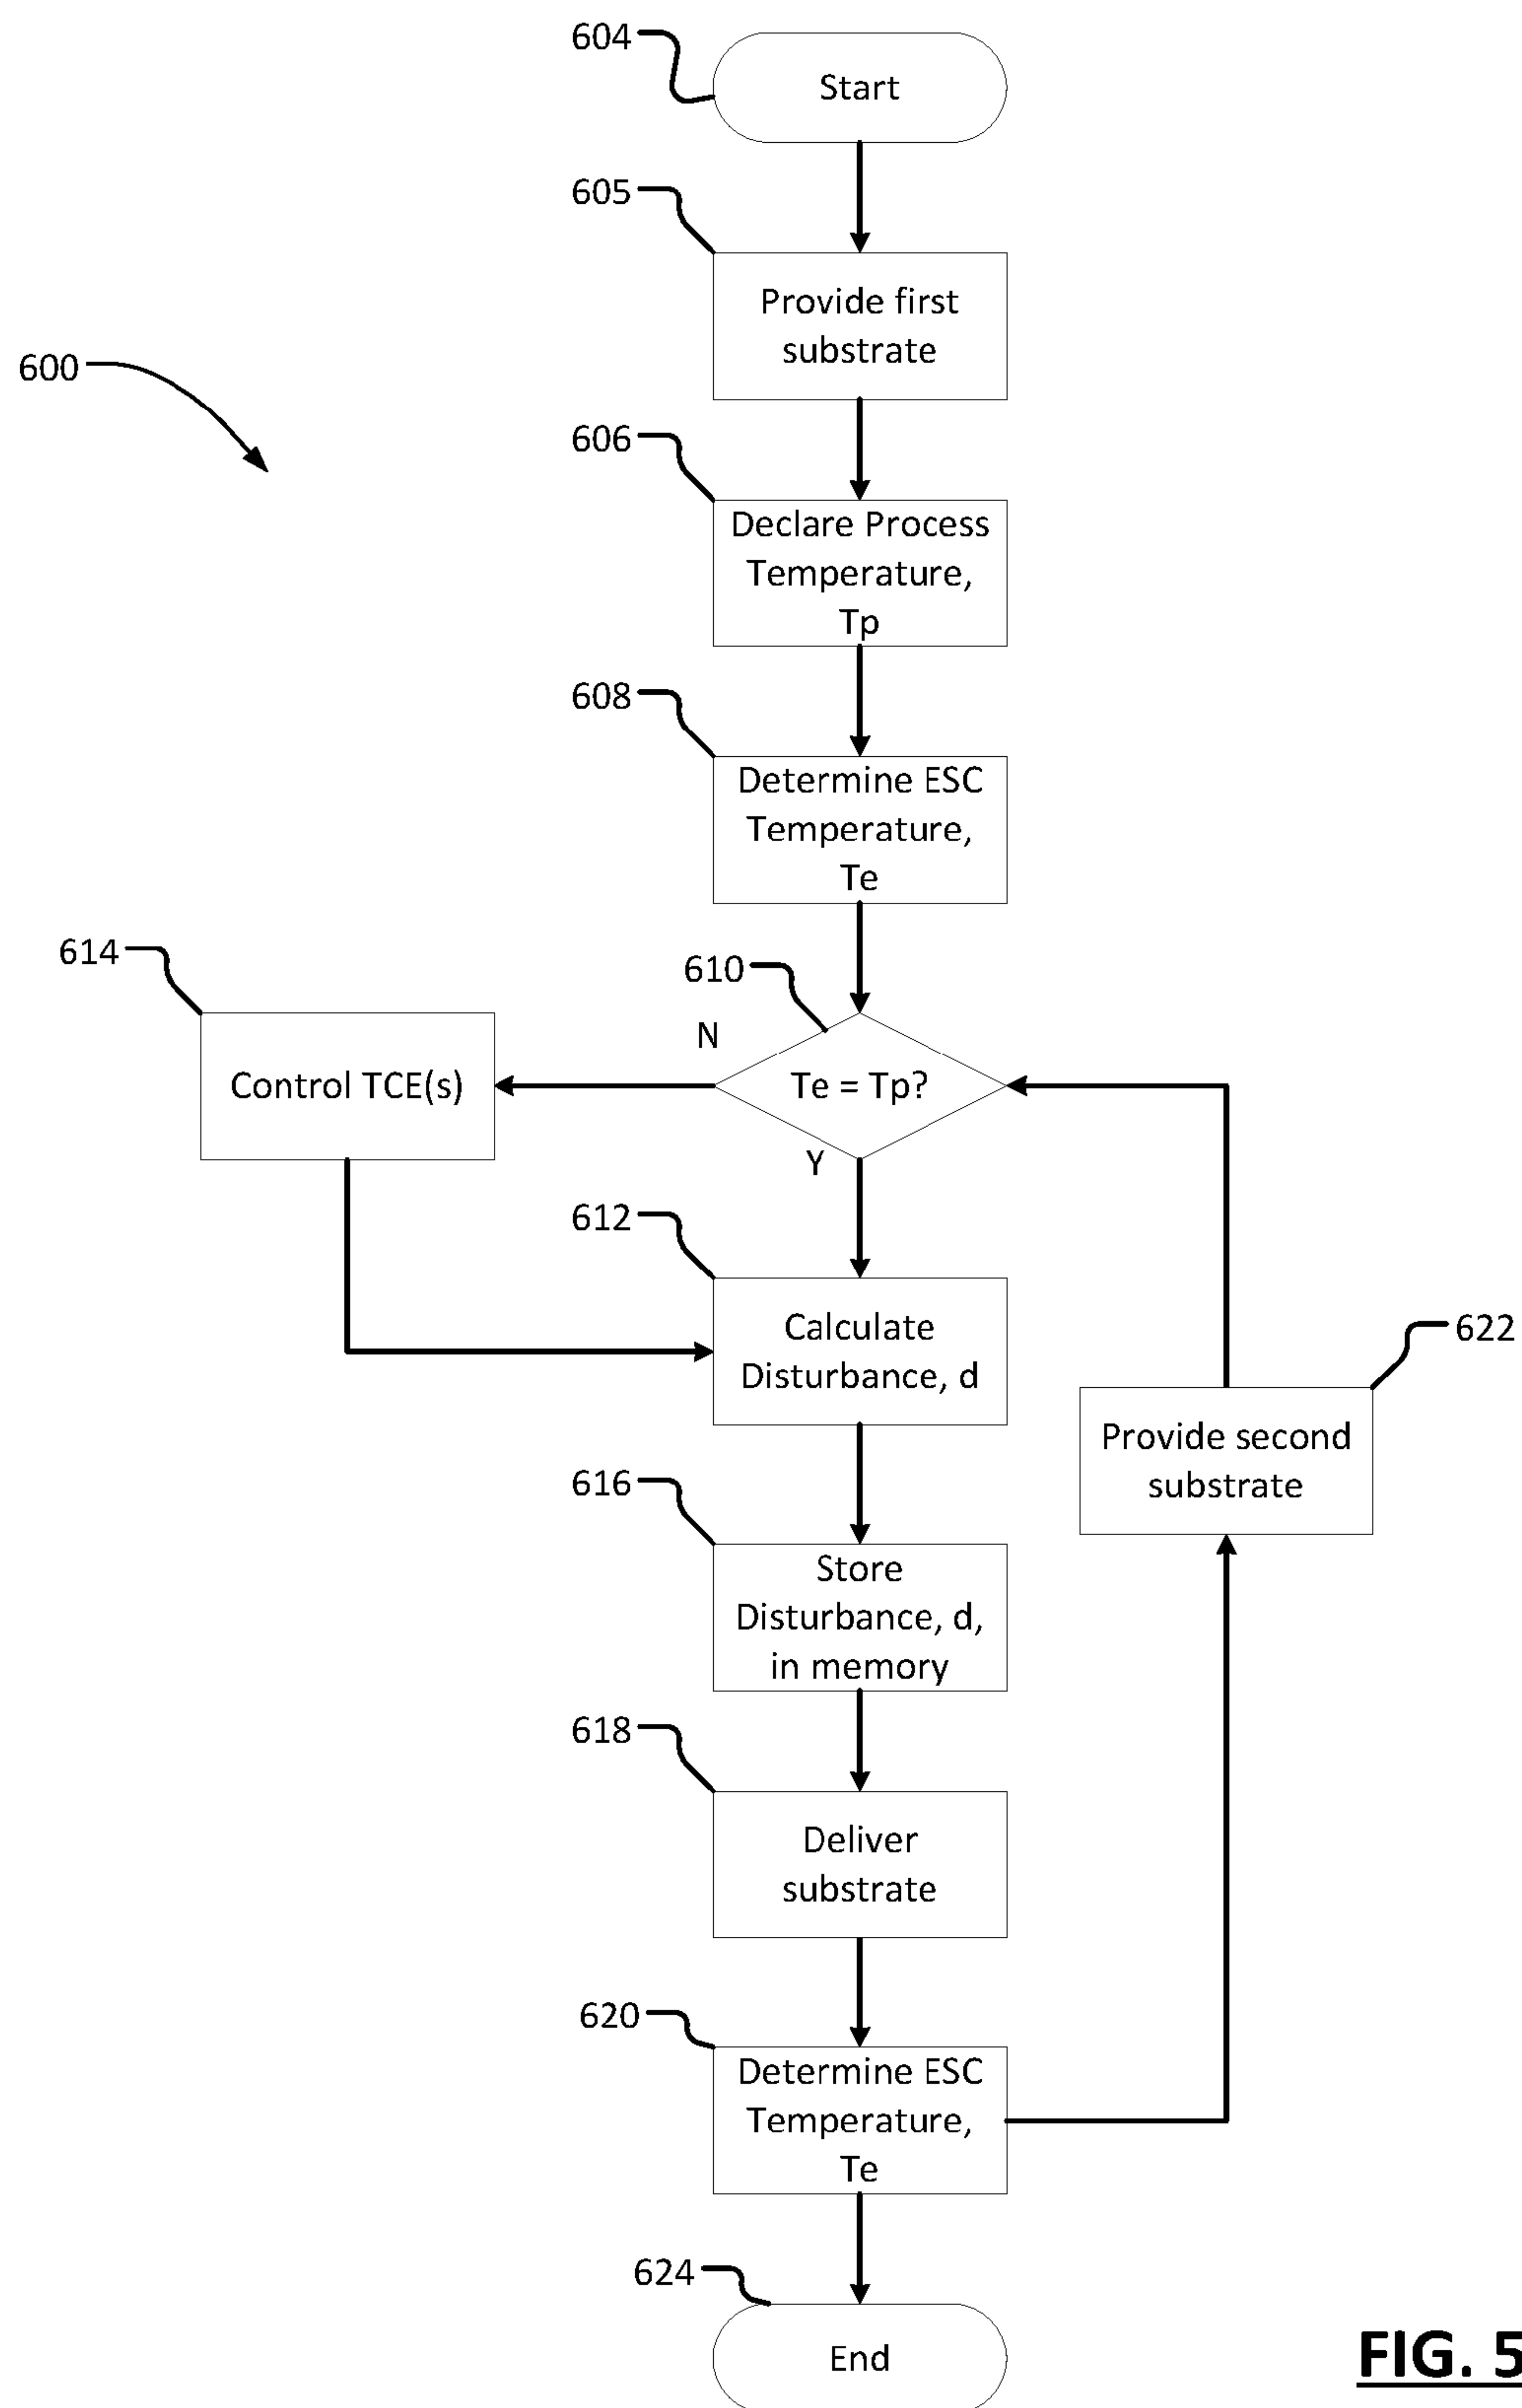 604
Start
605
Provide first
substrate
600
606
Declare Process
Temperature,
Tp
608
Determine ESC
Temperature,
Te
614
610
N
Control TCE(s)
Te = Tp?
Y
612
Calculate
Disturbance, d
622
Provide second
substrate
616
Store
Disturbance, d,
in memory
618
Deliver
substrate
620
Determine ESC
Temperature,
Te
624
End
FIG. 5